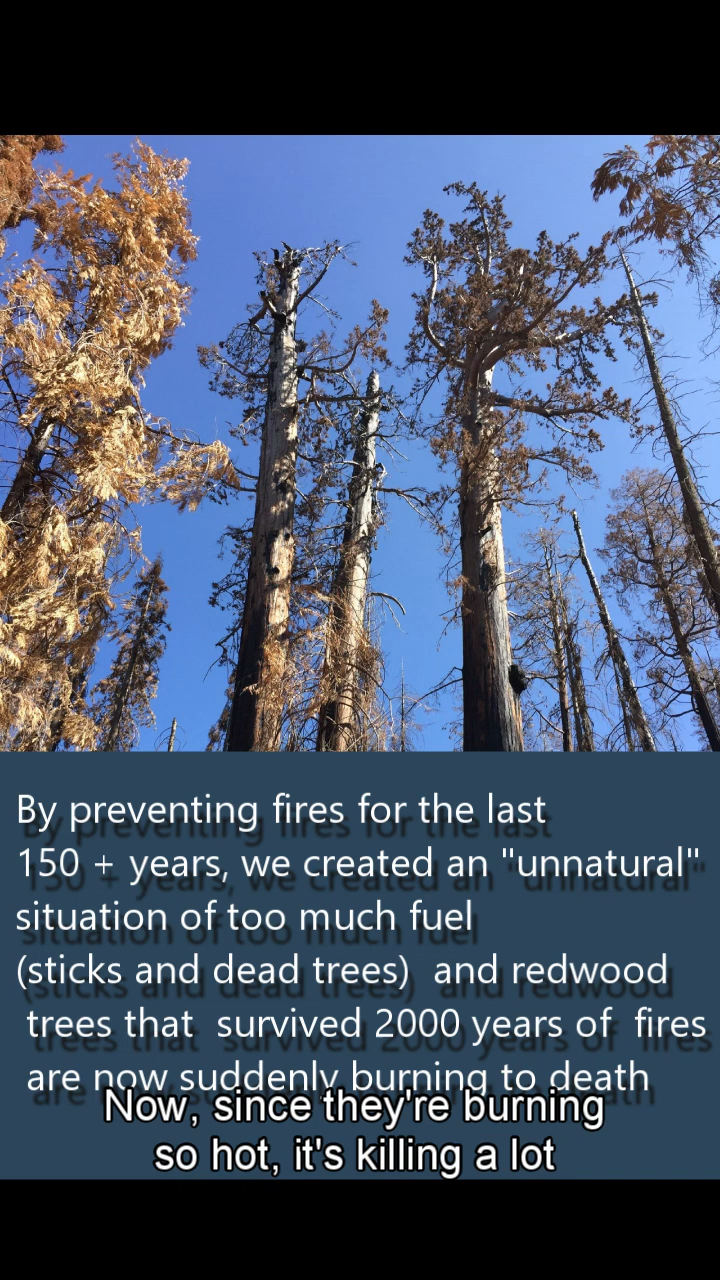 By preventing fires for the last
150 + years, we created an "unnatural"
situation of too much fuel
(sticks and dead trees) and redwood
trees that survived 2000 years of fires
are now suddenly burning to death
Now, since they're burning
so hot, it's killing a lot